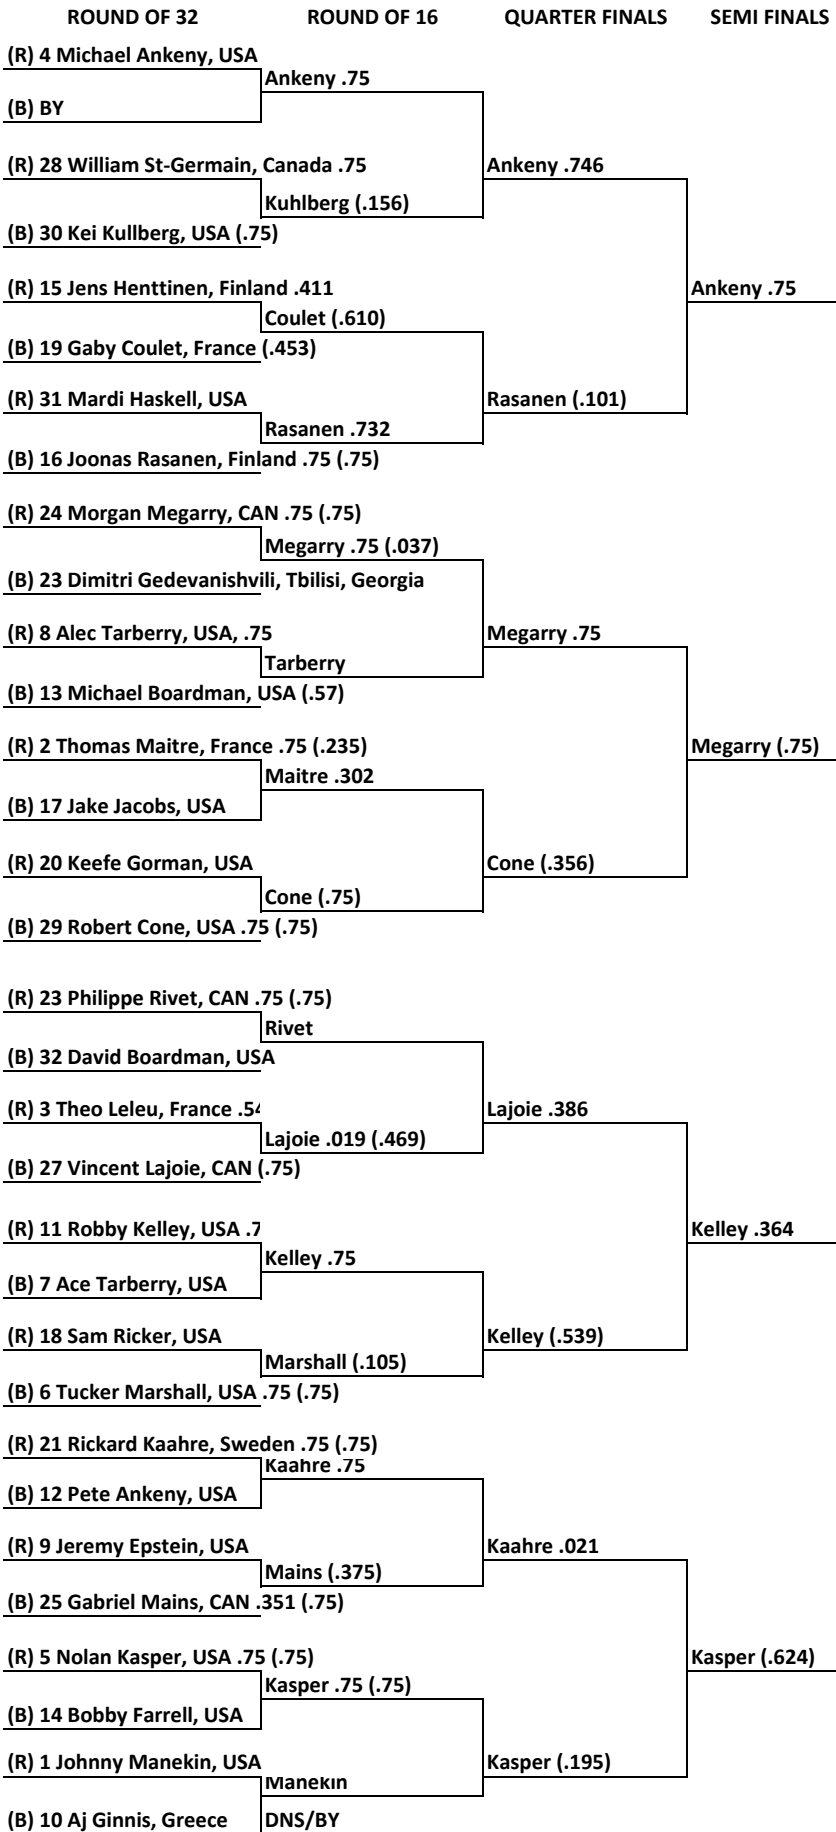 ROUND OF 32 ROUND OF 16 QUARTER FINALS SEMI FINALS
(R) 4 Michael Ankeny, USA
Ankeny .75
(B) BY
(R) 28 William St-Germain, Canada .75
Ankeny .746
Kuhlberg (.156)
(B) 30 Kei Kullberg, USA (.75)
(R) 15 Jens Henttinen, Finland .411
Ankeny .75
Coulet (.610)
(B) 19 Gaby Coulet, France (.453)
(R) 31 Mardi Haskell, USA
Rasanen (.101)
Rasanen .732
(B) 16 Joonas Rasanen, Finland .75 (.75)
(R) 24 Morgan Megarry, CAN .75 (.75)
Megarry .75 (.037)
(B) 23 Dimitri Gedevanishvili, Tbilisi, Georgia
(R) 8 Alec Tarberry, USA, .75
Megarry .75
Tarberry
(B) 13 Michael Boardman, USA (.57)
(R) 2 Thomas Maitre, France .75 (.235)
Megarry (.75)
Maitre .302
(B) 17 Jake Jacobs, USA
(R) 20 Keefe Gorman, USA
Cone (.356)
Cone (.75)
(B) 29 Robert Cone, USA .75 (.75)
(R) 23 Philippe Rivet, CAN .75 (.75)
Rivet
(B) 32 David Boardman, USA
(R) 3 Theo Leleu, France .54
Lajoie .386
Lajoie .019 (.469)
(B) 27 Vincent Lajoie, CAN (.75)
(R) 11 Robby Kelley, USA .7
Kelley .364
Kelley .75
(B) 7 Ace Tarberry, USA
(R) 18 Sam Ricker, USA
Kelley (.539)
Marshall (.105)
(B) 6 Tucker Marshall, USA .75 (.75)
(R) 21 Rickard Kaahre, Sweden .75 (.75)
Kaahre .75
(B) 12 Pete Ankeny, USA
(R) 9 Jeremy Epstein, USA
Kaahre .021
Mains (.375)
(B) 25 Gabriel Mains, CAN .351 (.75)
(R) 5 Nolan Kasper, USA .75 (.75)
Kasper (.624)
Kasper .75 (.75)
(B) 14 Bobby Farrell, USA
(R) 1 Johnny Manekin, USA
Kasper (.195)
Manekin
(B) 10 Aj Ginnis, Greece
DNS/BY